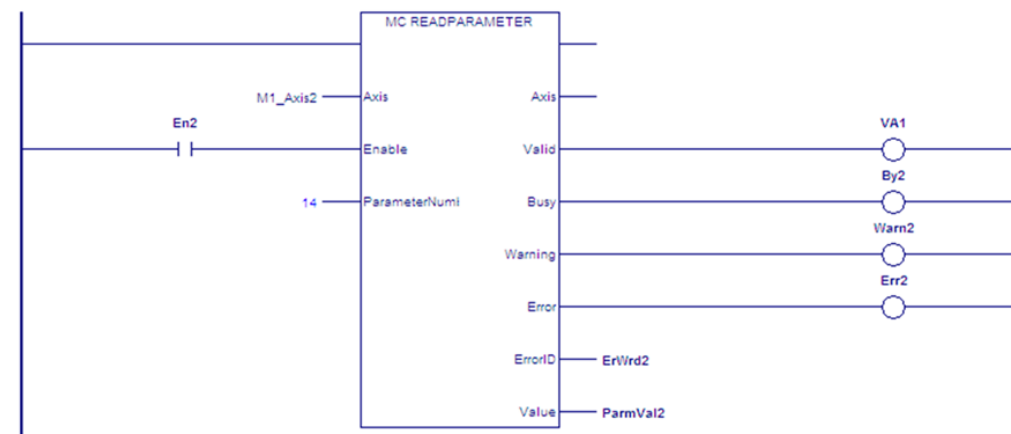 MC READPARAMETER
M1_Axis2 Axis Axis
En2 VA1
Enable Valid
By2
14 ParameterNumi Busy
Warn2
Warning
Err2
Error
ErrorID ErWrd2
Value ParmVal2